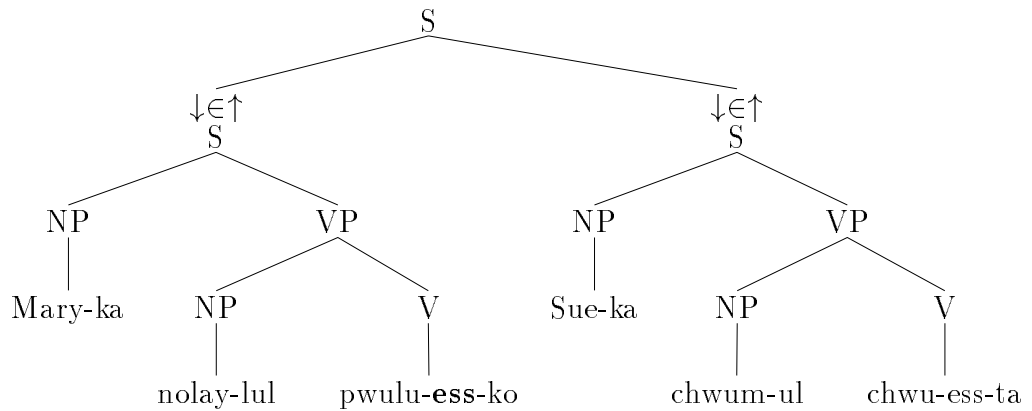 S
↓∈↑ ↓∈↑
S S
NP VP NP VP
Mary-ka NP V Sue-ka NP V
nolay-lul pwulu-ess-ko chwum-ul chwu-ess-ta